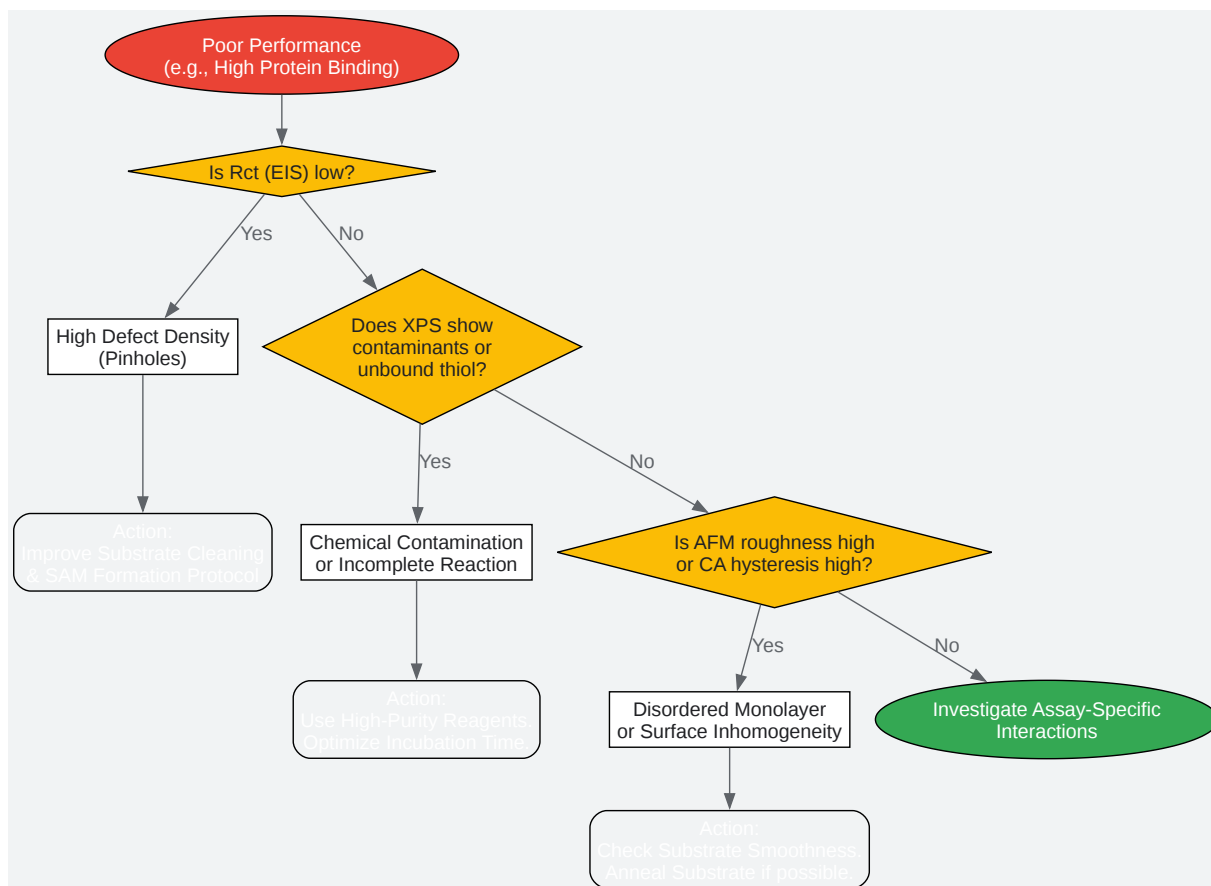 Poor Performance
(e.g., High Protein Binding)
Is Rct (EIS) low?
Yes
No
High Defect Density
(Pinholes)
Does XPS show
contaminants or
unbound thiol?
Action:
Improve Substrate Cleaning
& SAM Formation Protocol
Yes
No
Chemical Contamination
or Incomplete Reaction
Is AFM roughness high
or CA hysteresis high?
Action:
Use High-Purity Reagents.
Optimize Incubation Time.
Yes
No
Disordered Monolayer
or Surface Inhomogeneity
Investigate Assay-Specific
Interactions
Action:
Check Substrate Smoothness.
Anneal Substrate if possible.